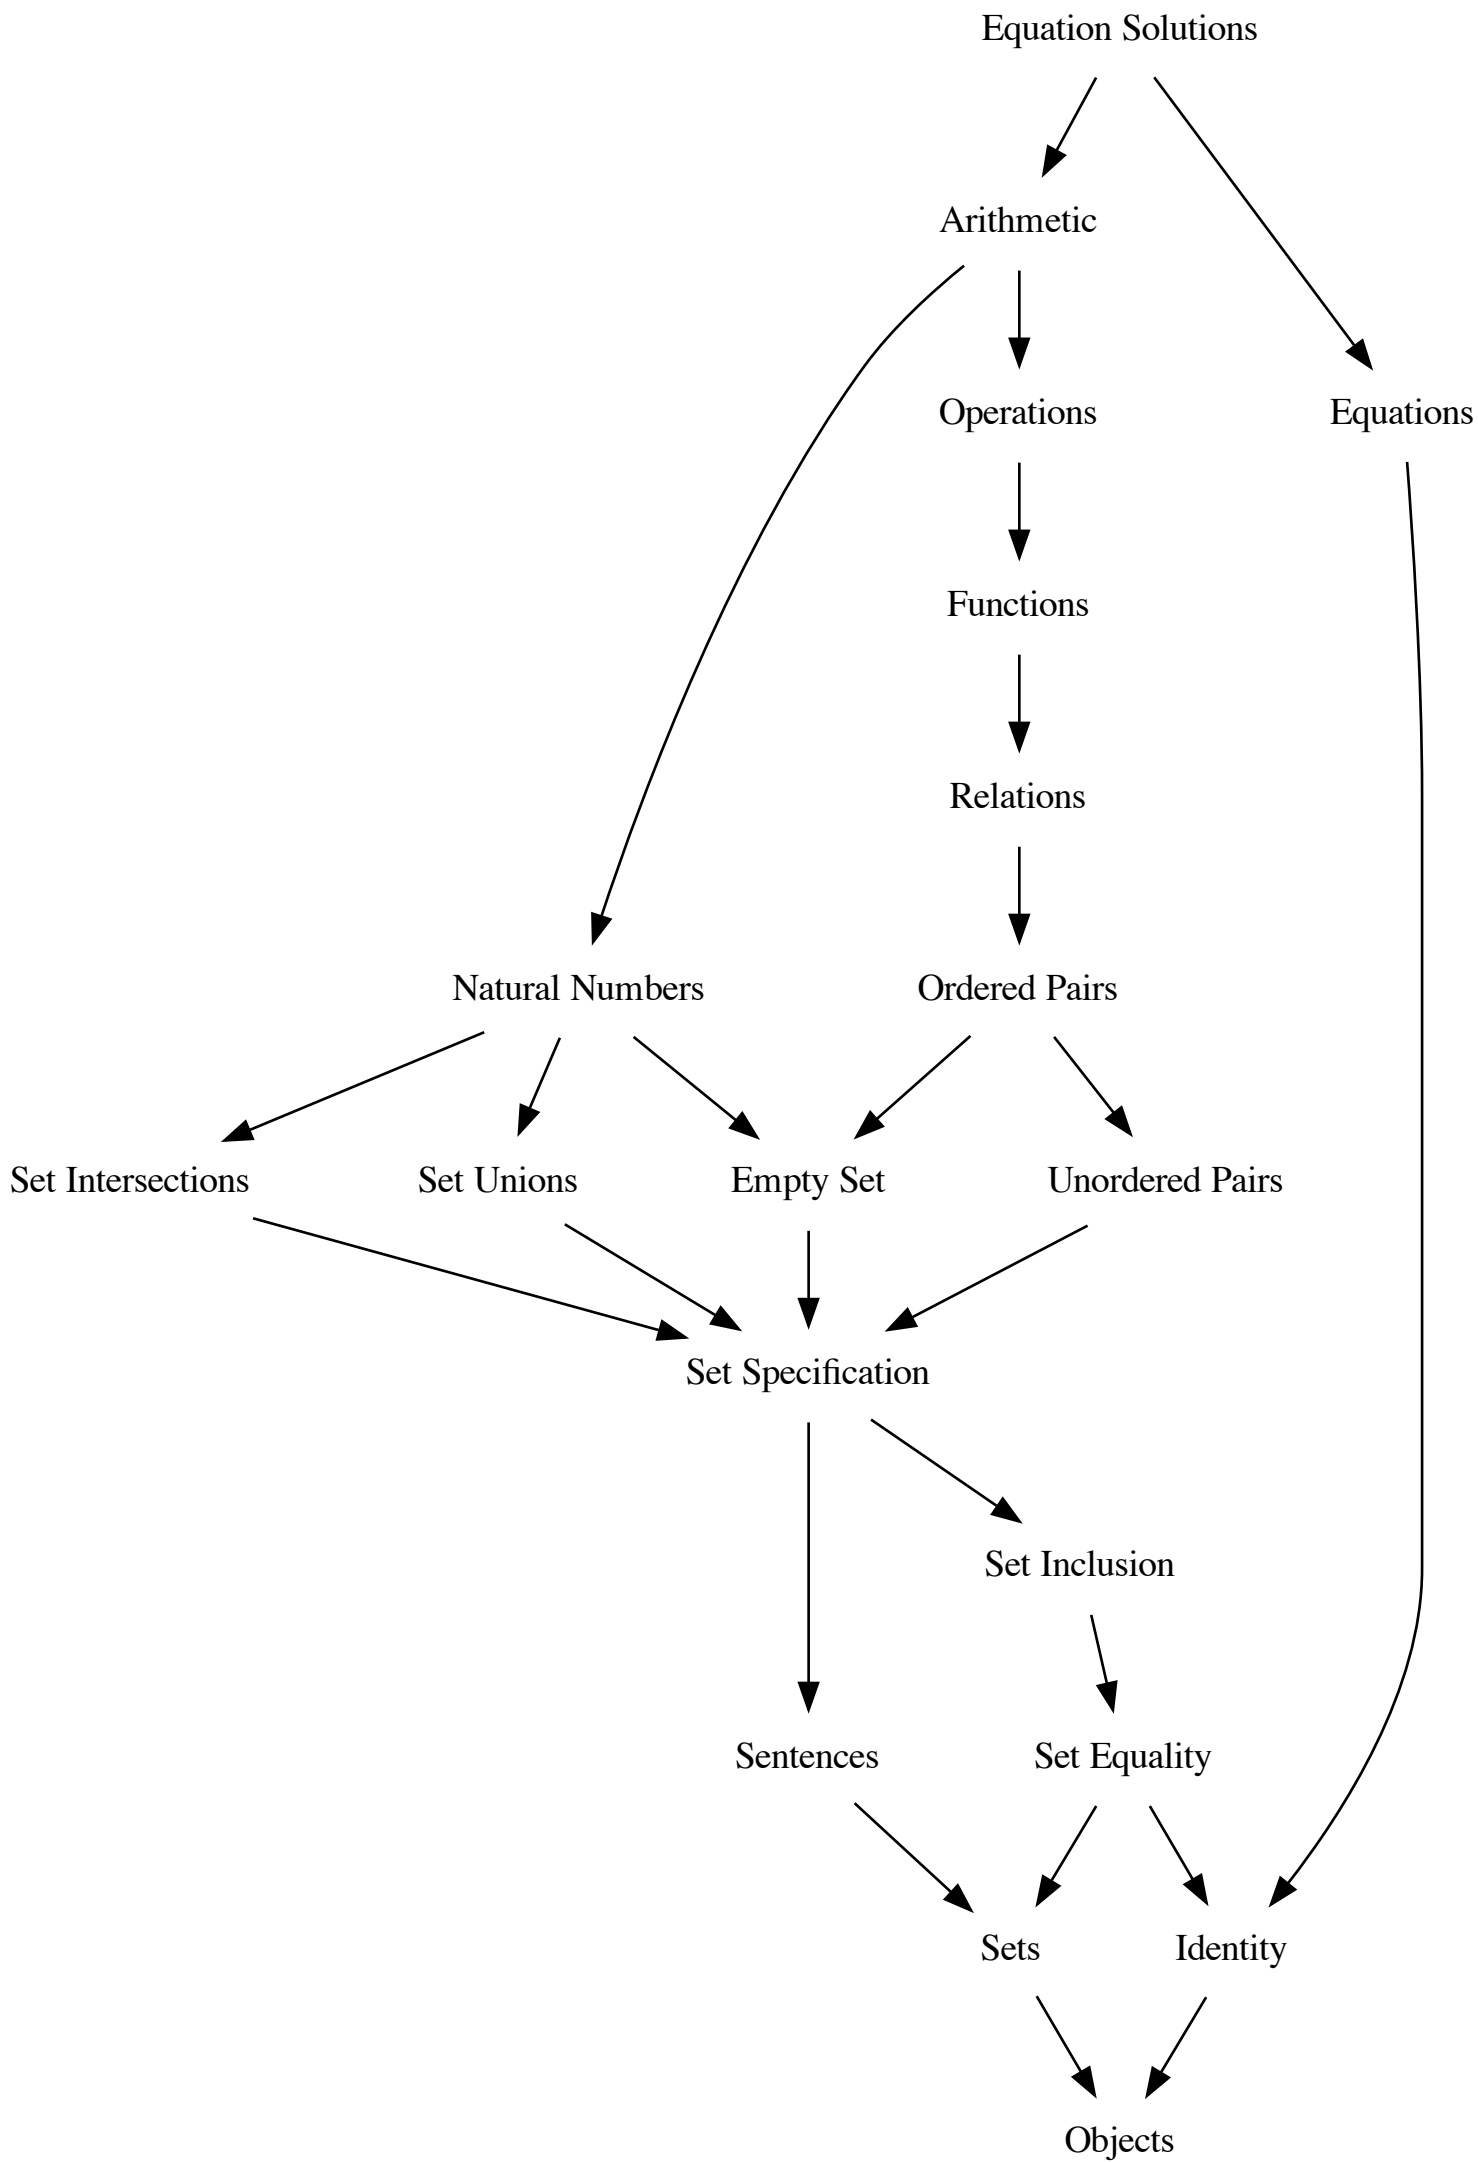 Equation Solutions
Arithmetic
Operations
Equations
Functions
Relations
Natural Numbers
Ordered Pairs
Set Intersections
Set Unions
Empty Set
Unordered Pairs
Set Specification
Set Inclusion
Sentences
Set Equality
Sets
Identity
Objects